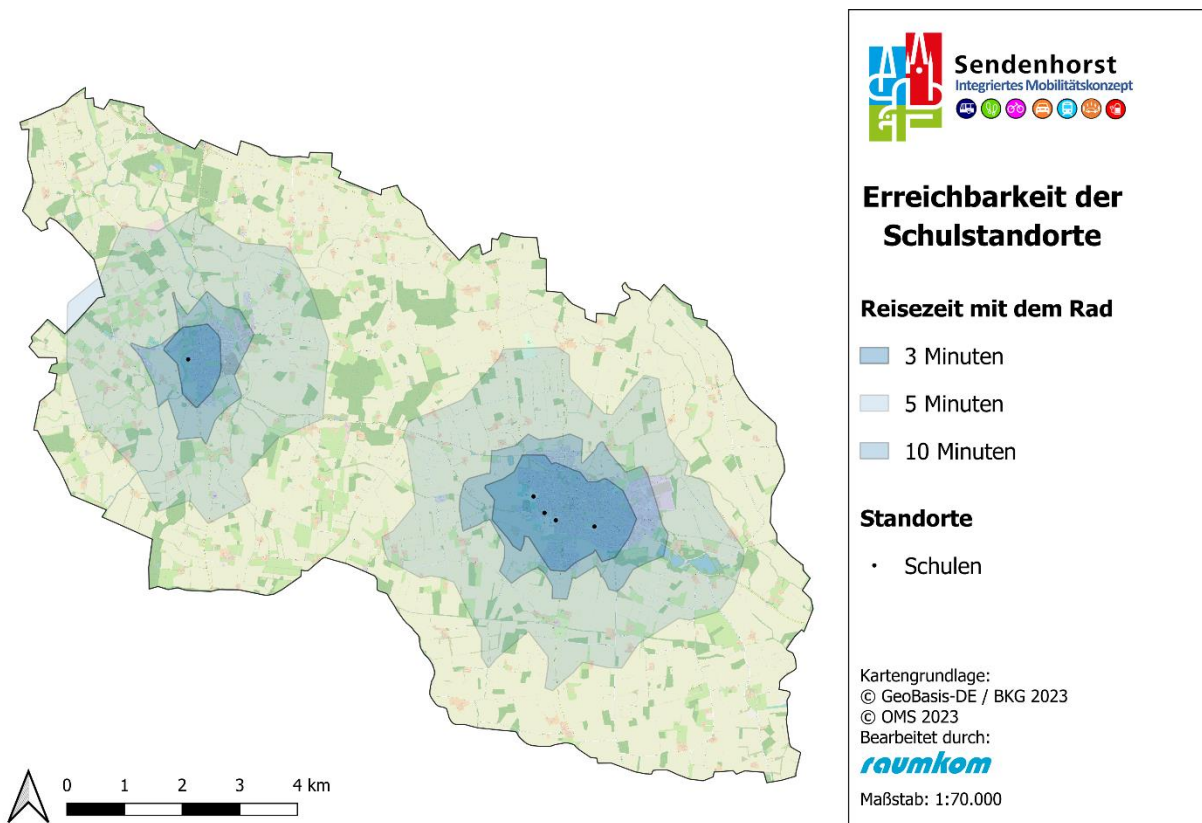 Sendenhorst
Integriertes Mobilitätskonzept
Erreichbarkeit der
Schulstandorte
Reisezeit mit dem Rad
3 Minuten
5 Minuten
10 Minuten
Standorte
Schulen
Kartengrundlage:
© GeoBasis-DE / BKG 2023
© OMS 2023
Bearbeitet durch:
raumkom
Maßstab: 1:70.000
0 1 2 3 4 km